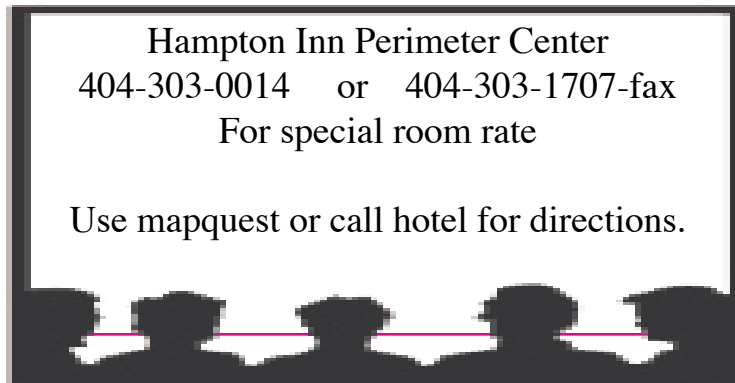 Hampton Inn Perimeter Center
404-303-0014 or 404-303-1707-fax
For special room rate
Use mapquest or call hotel for directions.